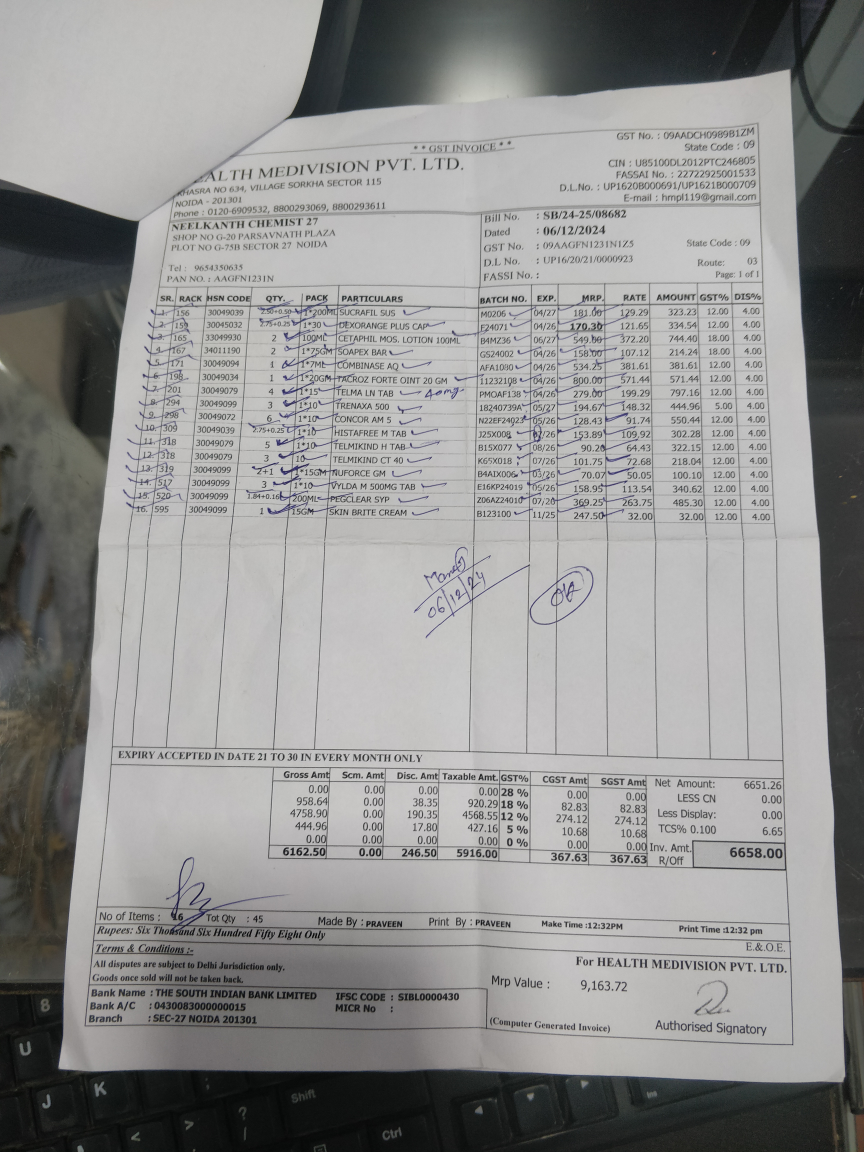 ** GST INVOICE **
GST No. : 09AADCH0989B1ZM
State Code : 09
EALTH MEDIVISION PVT. LTD.
KHASRA NO 634, VILLAGE SORKHA SECTOR 115
NOIDA - 201301
Phone : 0120-6909532, 8800293069, 8800293611
CIN : U85100DL2012PTC246805
FASSAI No. : 22722925001533
D.L.No. : UP1620B000691/UP1621B000709
E-mail : hmpl119@gmail.com
NEELKANTH CHEMIST 27
SHOP NO G-20 PARSAVNATH PLAZA
PLOT NO G-75B SECTOR 27 NOIDA
Tel : 9654350635
PAN NO. : AAGFN1231N
Bill No. : SB/24-25/08682
Dated : 06/12/2024
GST No. : 09AAGFN1231N1Z5 State Code : 09
D.L No. : UP16/20/21/0000923
Route: 03
FASSI No. :
Page: 1 of 1
SR. RACK HSN CODE QTY. PACK PARTICULARS BATCH NO. EXP. MRP. RATE AMOUNT GST% DIS%
1. 156 30049039 2.50+0.50 1*200ML SUCRAFIL SUS M0206 04/27 181.00 129.29 323.23 12.00 4.00
2. 159 30045032 2.75+0.25 1*30 DEXORANGE PLUS CAP F24071 04/26 170.30 121.65 334.54 12.00 4.00
3. 165 33049930 2 100ML CETAPHIL MOS. LOTION 100ML B4MZ36 06/27 549.00 372.20 744.40 18.00 4.00
4. 167 34011190 2 1*75GM SOAPEX BAR GS24002 04/26 158.00 107.12 214.24 18.00 4.00
5. 171 30049094 1 1*7ML COMBINASE AQ AFA1080 04/26 534.25 381.61 381.61 12.00 4.00
6. 198 30049034 1 1*20GM TACROZ FORTE OINT 20 GM 11232108 04/26 800.00 571.44 571.44 12.00 4.00
7. 201 30049079 4 1*15 TELMA LN TAB 40mg PMOAF138 04/26 279.00 199.29 797.16 12.00 4.00
8. 294 30049099 3 1*10 TRENAXA 500 18240739A 05/27 194.67 148.32 444.96 5.00 4.00
9. 298 30049072 6 1*10 CONCOR AM 5 N22EF24023 05/26 128.43 91.74 550.44 12.00 4.00
10. 309 30049039 2.75+0.25 1*10 HISTAFREE M TAB J25X008 /26 153.89 109.92 302.28 12.00 4.00
11. 318 30049079 5 1*10 TELMIKIND H TAB B15X077 08/26 90.20 64.43 322.15 12.00 4.00
12. 318 30049079 3 10 TELMIKIND CT 40 K65X018 07/26 101.75 72.68 218.04 12.00 4.00
13. 319 30049099 2+1 1*15GM NUFORCE GM B4AIX006 03/26 70.07 50.05 100.10 12.00 4.00
14. 517 30049099 3 1*10 VYLDA M 500MG TAB E16KP24019 05/26 158.95 113.54 340.62 12.00 4.00
15. 520 30049099 1.84+0.16 200ML PEGCLEAR SYP Z06AZ24010 07/26 369.25 263.75 485.30 12.00 4.00
16. 595 30049099 1 15GM SKIN BRITE CREAM B123100 11/25 247.50 32.00 32.00 12.00 4.00
06/12/24
OK
EXPIRY ACCEPTED IN DATE 21 TO 30 IN EVERY MONTH ONLY
Gross Amt Scm. Amt Disc. Amt Taxable Amt. GST% CGST Amt SGST Amt
0.00 0.00 0.00 0.00 28 % 0.00 0.00
958.64 0.00 38.35 920.29 18 % 82.83 82.83
4758.90 0.00 190.35 4568.55 12 % 274.12 274.12
444.96 0.00 17.80 427.16 5 % 10.68 10.68
0.00 0.00 0.00 0.00 0 % 0.00 0.00
6162.50 0.00 246.50 5916.00 367.63 367.63
Net Amount: 6651.26
LESS CN 0.00
Less Display: 0.00
TCS% 0.100 6.65
Inv. Amt. 6658.00
R/Off
No of Items : 16 Tot Qty : 45 Made By : PRAVEEN Print By : PRAVEEN Make Time :12:32PM Print Time :12:32 pm
Rupees: Six Thousand Six Hundred Fifty Eight Only
E.& O.E.
Terms & Conditions :-
All disputes are subject to Delhi Jurisdiction only.
Goods once sold will not be taken back.
For HEALTH MEDIVISION PVT. LTD.
Mrp Value : 9,163.72
Bank Name : THE SOUTH INDIAN BANK LIMITED IFSC CODE : SIBL0000430
Bank A/C : 0430083000000015 MICR No :
Branch : SEC-27 NOIDA 201301
(Computer Generated Invoice)
Authorised Signatory
8
U
J
K
M
<
>
?
/
Shift
Ctrl